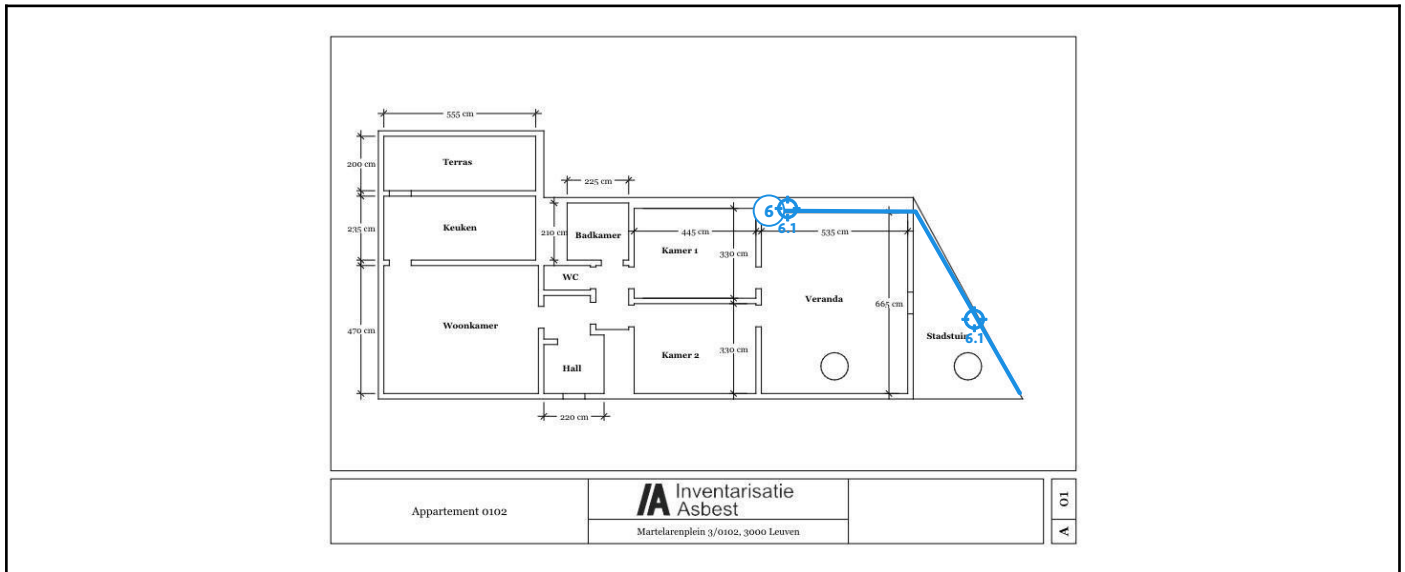 555 cm
200 cm
Terras
225 cm
235 cm
Keuken
210 cm
Badkamer
445 cm
Kamer 1
330 cm
6
6.1
535 cm
WC
Veranda
665 cm
470 cm
Woonkamer
Stadstuin
6.1
Kamer 2
330 cm
Hall
220 cm
Appartement 0102
Inventarisatie
Asbest
Martelarenplein 3/0102, 3000 Leuven
A 01